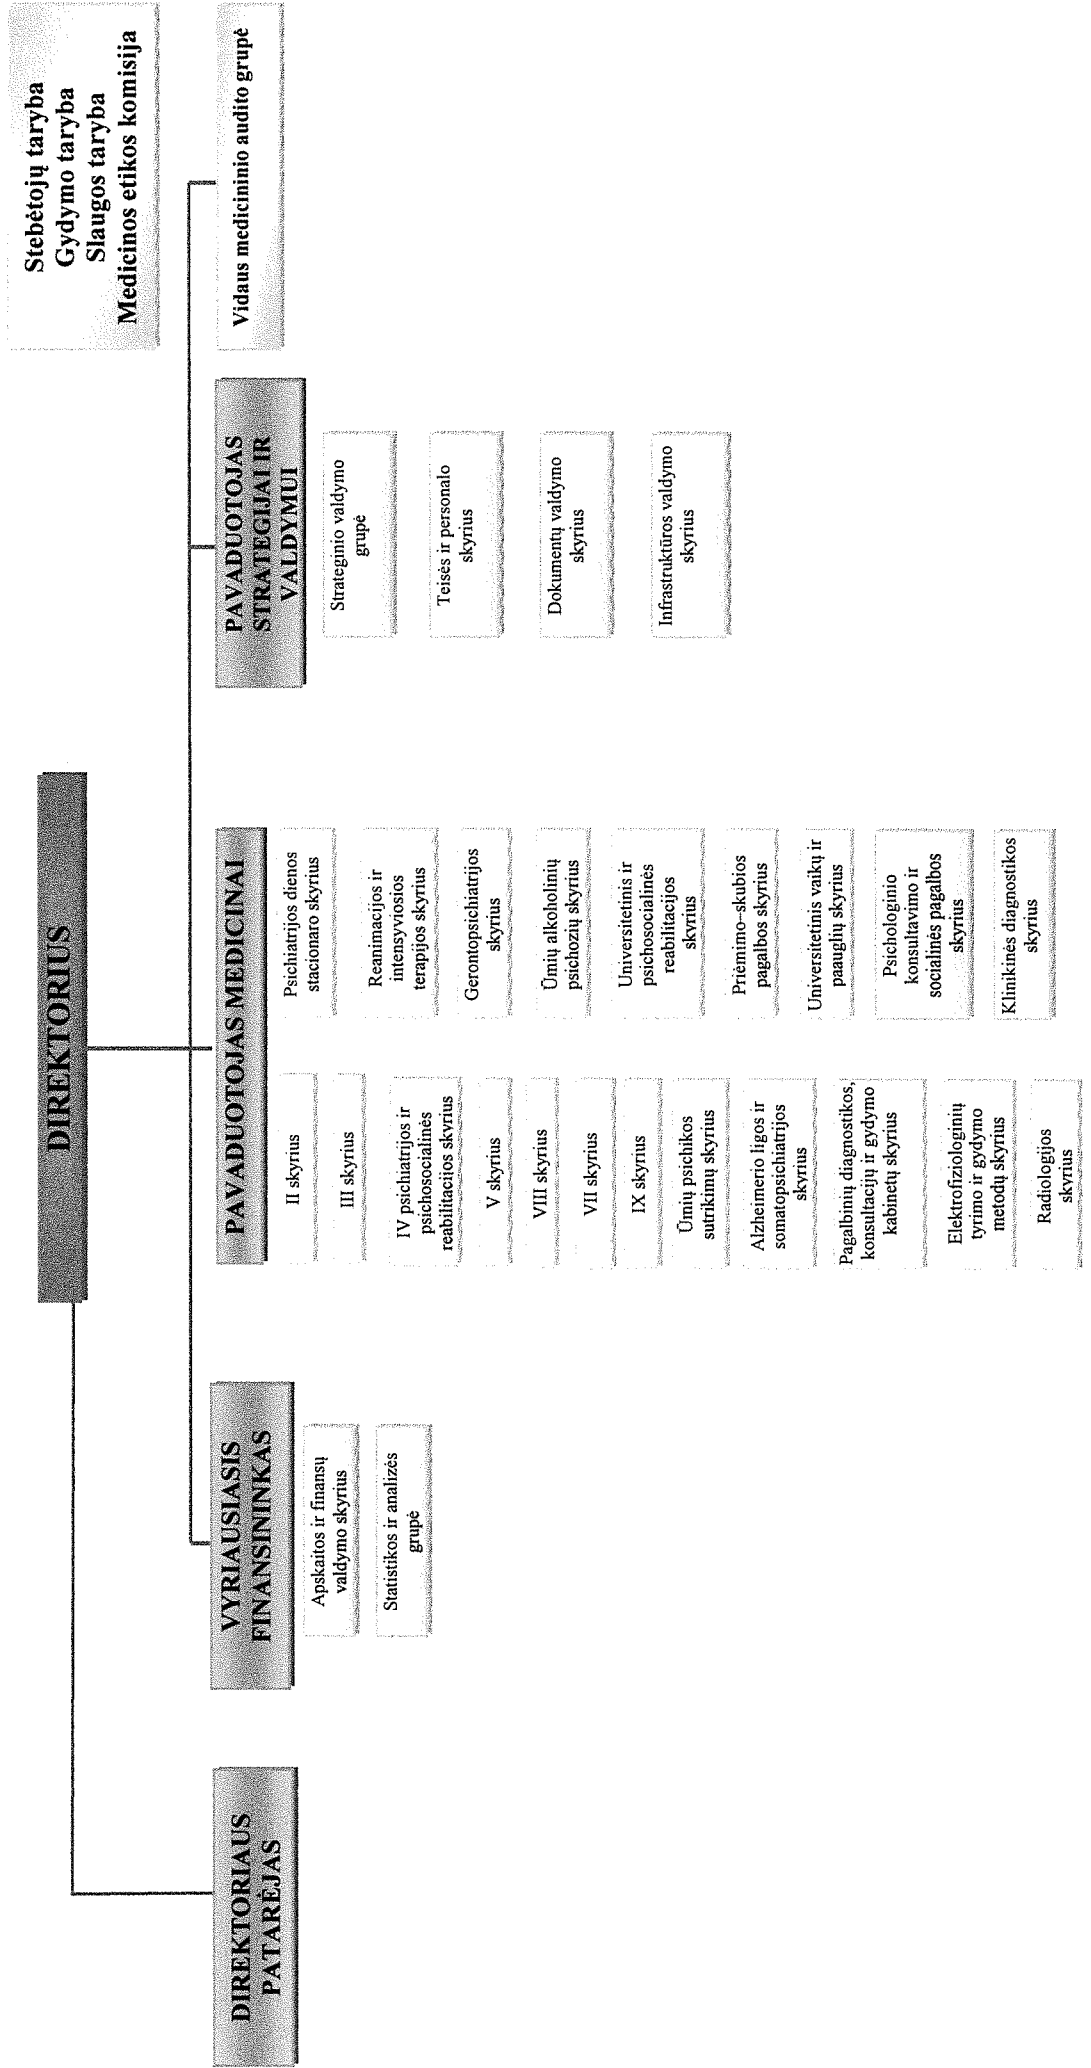 DIREKTORIUS
Stebėtojų taryba
Gydymo taryba
Slaugos taryba
Medicinos etikos komisija
DIREKTORIAUS
PATARĖJAS
VYRIAUSIASIS
FINANSININKAS
Apskaitos ir finansų
valdymo skyrius
Statistikos ir analizės
grupė
PAVADUOTOJAS MEDICINAI
II skyrius
III skyrius
IV psichiatrijos ir
psichosocialinės
reabilitacijos skyrius
V skyrius
VIII skyrius
VII skyrius
IX skyrius
Ūmių psichikos
sutrikimų skyrius
Alzheimerio ligos ir
somatopsichiatrijos
skyrius
Pagalbinių diagnostikos,
konsultacijų ir gydymo
kabinetų skyrius
Elektrofiziologinių
tyrimo ir gydymo
metodų skyrius
Radiologijos
skyrius
Psichiatrijos dienos
stacionaro skyrius
Reanimacijos ir
intensyviosios
terapijos skyrius
Gerontopsichiatrijos
skyrius
Ūmių alkoholinių
psichozių skyrius
Universitetinis ir
psichosocialinės
reabilitacijos
skyrius
Priėmimo–skubios
pagalbos skyrius
Universitetinis vaikų ir
paauglių skyrius
Psichologinio
konsultavimo ir
socialinės pagalbos
skyrius
Klinikinės diagnostikos
skyrius
PAVADUOTOJAS
STRATEGIJAI IR
VALDYMUI
Strateginio valdymo
grupė
Teisės ir personalo
skyrius
Dokumentų valdymo
skyrius
Infrastruktūros valdymo
skyrius
Vidaus medicininio audito grupė